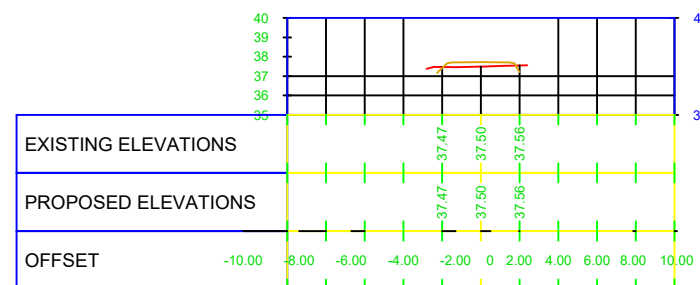 40
4
39
38
37
36
35
3
EXISTING ELEVATIONS 37.47 37.50 37.56
PROPOSED ELEVATIONS 37.47 37.50 37.56
OFFSET -10.00 -8.00 -6.00 -4.00 -2.00 0 2.00 4.00 6.00 8.00 10.00